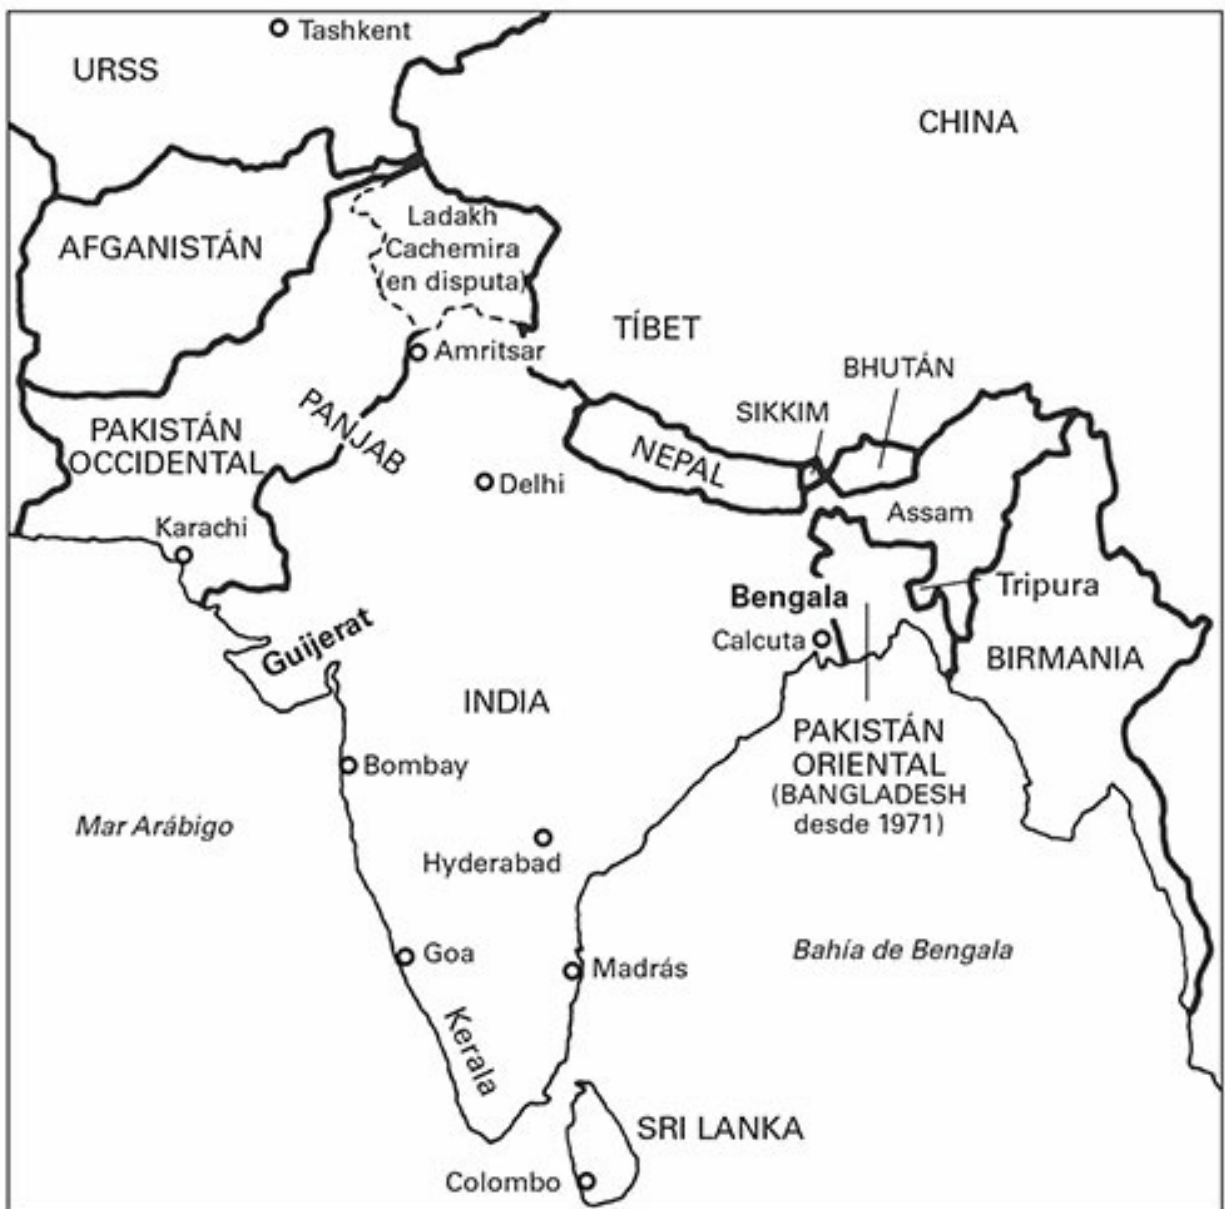 Tashkent
URSS
CHINA
Ladakh
Cachemira
(en disputa)
AFGANISTÁN
TÍBET
Amritsar
BHUTÁN
SIKKIM
PANJAB
PAKISTÁN
OCCIDENTAL
NEPAL
Delhi
Assam
Karachi
Tripura
Bengala
Guijerat
Calcuta
BIRMANIA
INDIA
PAKISTÁN
ORIENTAL
(BANGLADESH
desde 1971)
Bombay
Mar Arábigo
Hyderabad
Goa
Bahía de Bengala
Madrás
Kerala
SRI LANKA
Colombo